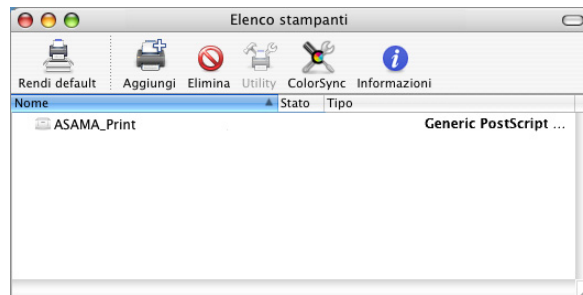 Elenco stampanti
Rendi default Aggiungi Elimina Utility ColorSync Informazioni
Nome Stato Tipo
ASAMA_Print Generic PostScript ...